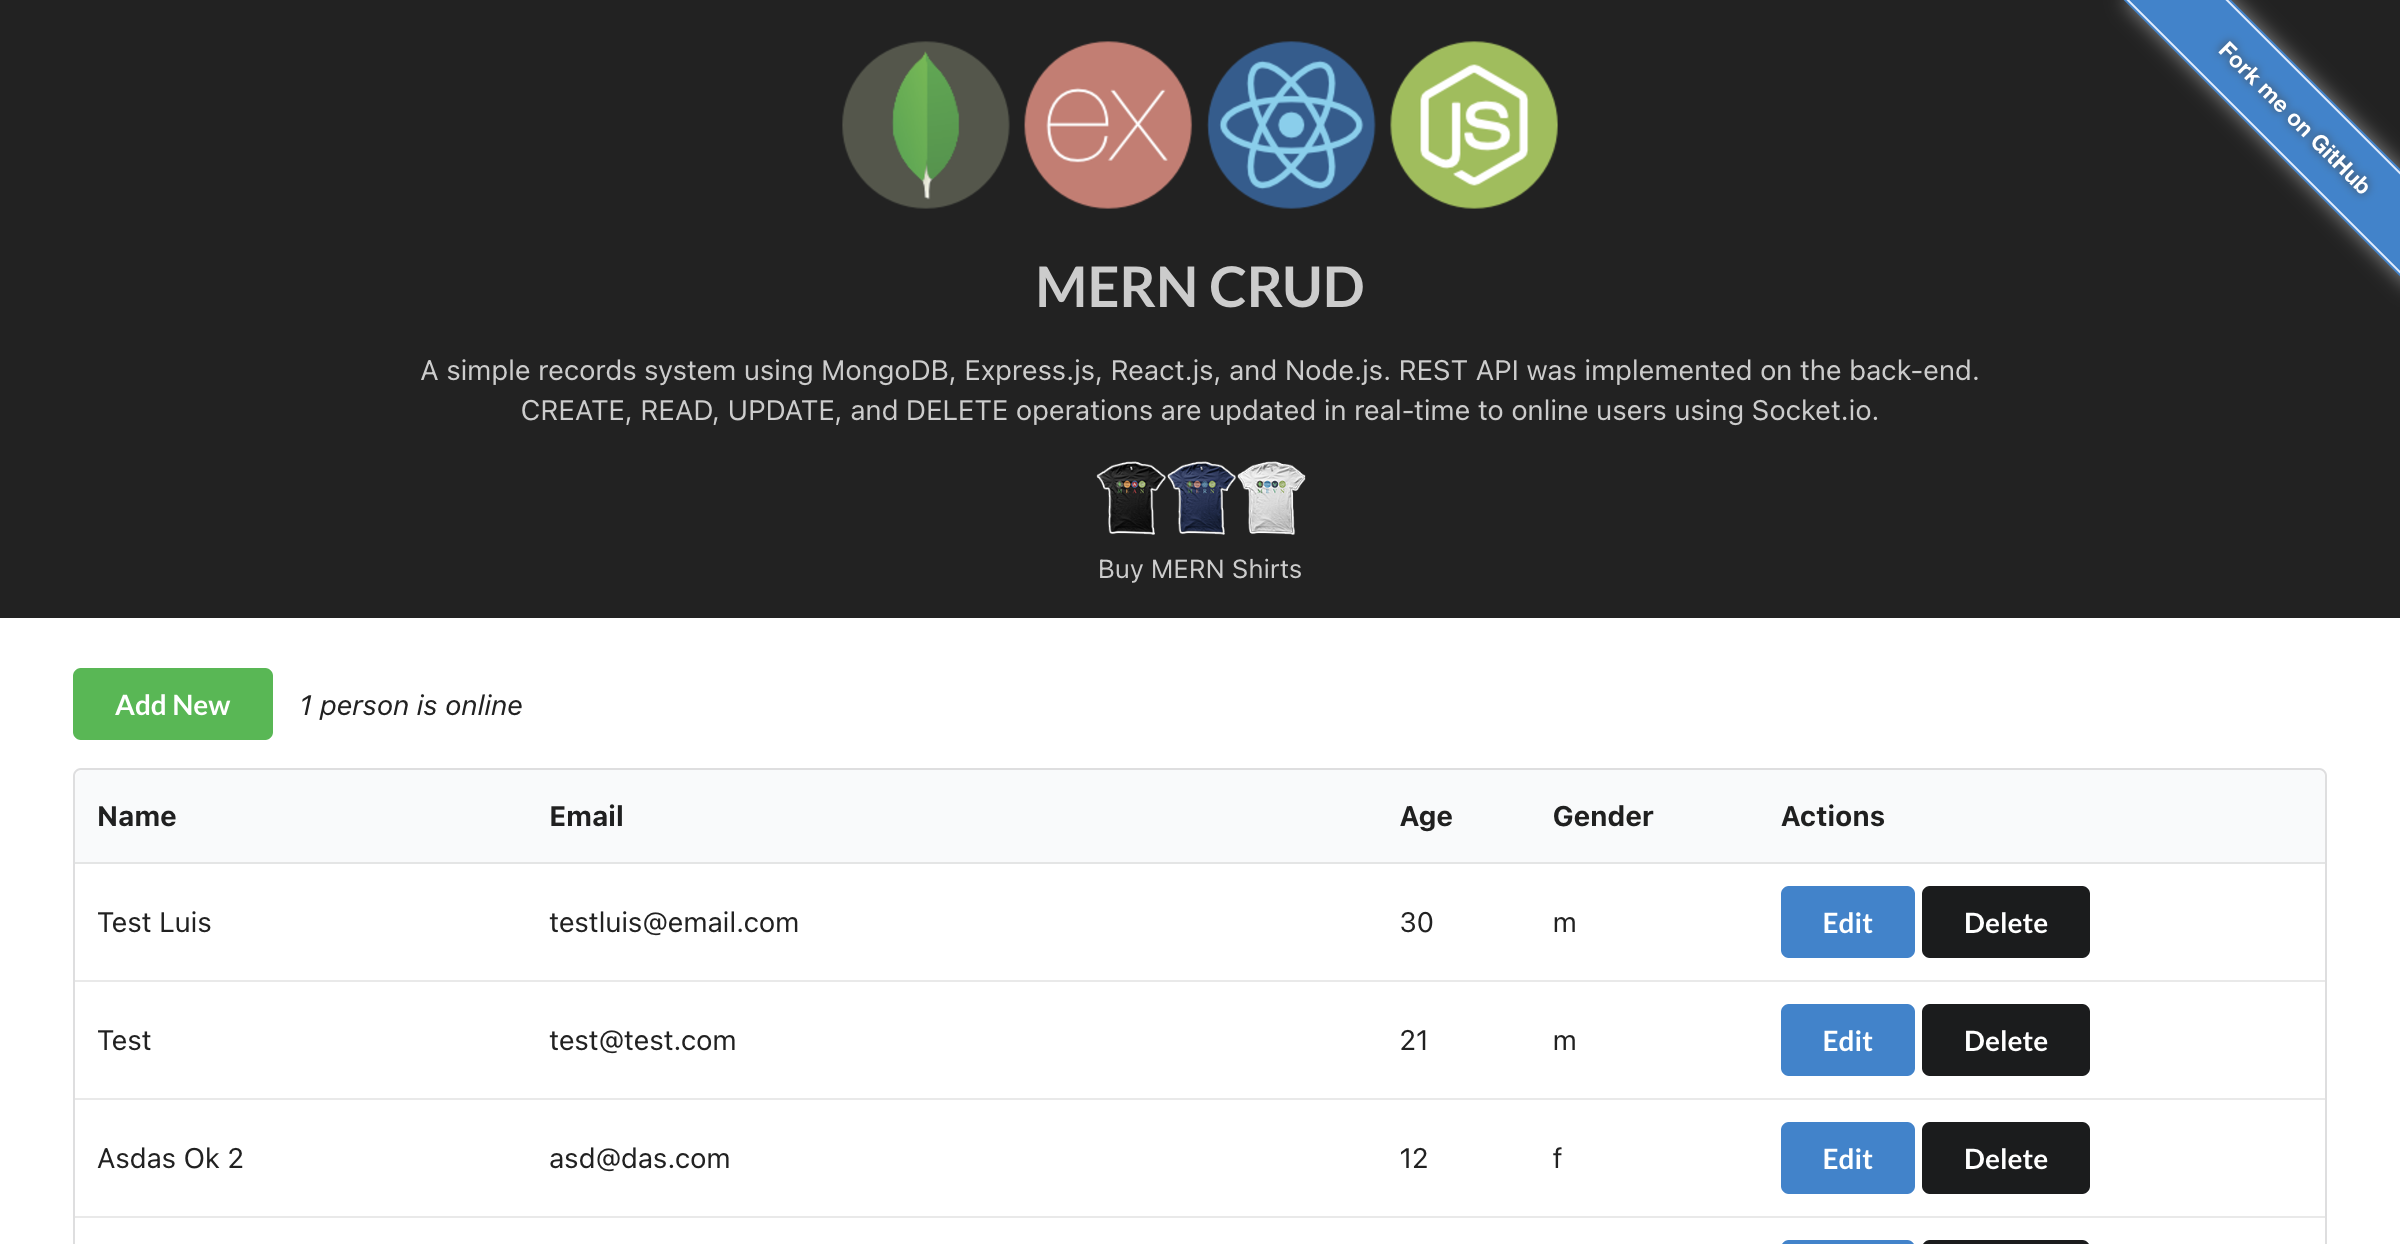 Fork me on GitHub
ex
JS
MERN CRUD
A simple records system using MongoDB, Express.js, React.js, and Node.js. REST API was implemented on the back-end.
CREATE, READ, UPDATE, and DELETE operations are updated in real-time to online users using Socket.io.
Buy MERN Shirts
Add New 1 person is online
Name Email Age Gender Actions
Test Luis testluis@email.com 30 m Edit Delete
Test test@test.com 21 m Edit Delete
Asdas Ok 2 asd@das.com 12 f Edit Delete